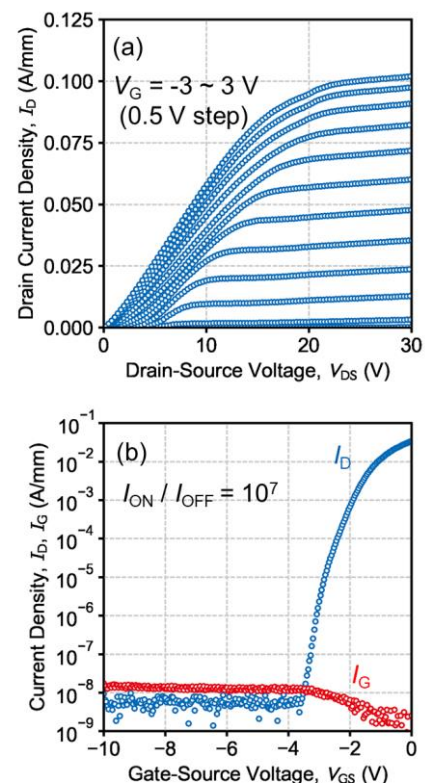 (a)
V_G = -3 ~ 3 V
(0.5 V step)
Drain Current Density, I_D (A/mm)
0.125
0.100
0.075
0.050
0.025
0.000
0 10 20 30
Drain-Source Voltage, V_DS (V)
(b)
I_D
I_ON / I_OFF = 10⁷
I_G
Current Density, I_D, I_G (A/mm)
10⁻¹
10⁻²
10⁻³
10⁻⁴
10⁻⁵
10⁻⁶
10⁻⁷
10⁻⁸
10⁻⁹
−10 −8 −6 −4 −2 0
Gate-Source Voltage, V_GS (V)